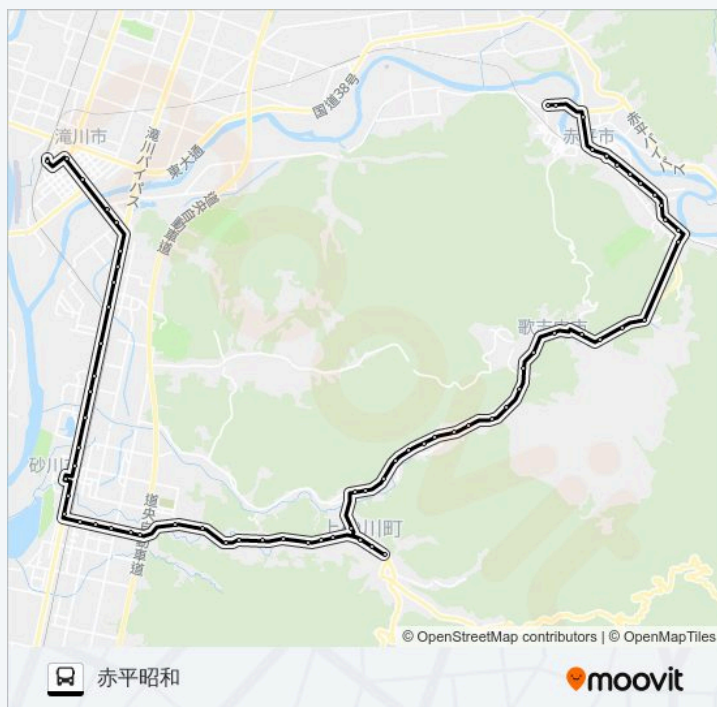 国道38号
滝川市
赤平市
赤平バイパス
滝川バイパス
東大通
道央自動車道
歌志内市
砂川市
上砂川町
道央自動車道
© OpenStreetMap contributors | © OpenMapTiles
赤平昭和
moovit